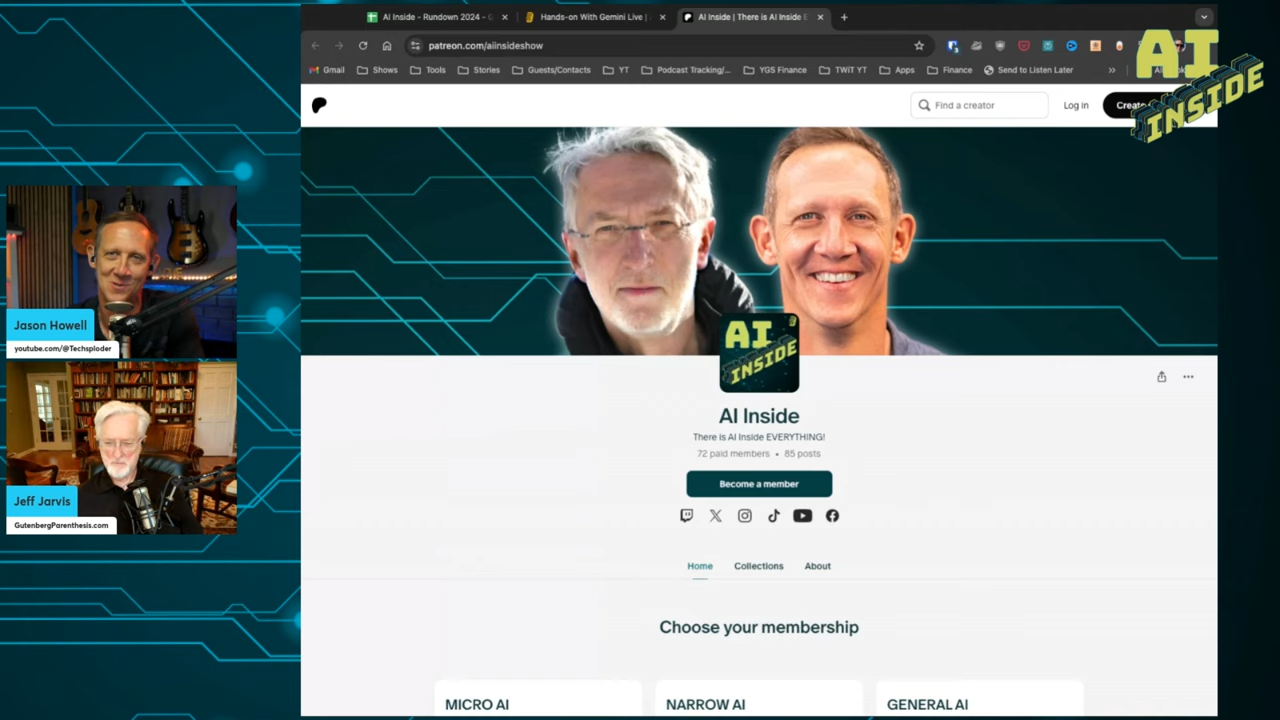 AI Inside - Rundown 2024 -
Hands-on With Gemini Live |
AI Inside | There is AI Inside E
patreon.com/aiinsideshow
Gmail
Shows
Tools
Stories
Guests/Contacts
YT
Podcast Tracking/...
YGS Finance
TWiT YT
Apps
Finance
Send to Listen Later
AI
INSIDE
Find a creator
Log in
Create
Jason Howell
youtube.com/@Techsploder
Jeff Jarvis
GutenbergParenthesis.com
AI
INSIDE
AI Inside
There is AI Inside EVERYTHING!
72 paid members • 85 posts
Become a member
Home
Collections
About
Choose your membership
MICRO AI
NARROW AI
GENERAL AI